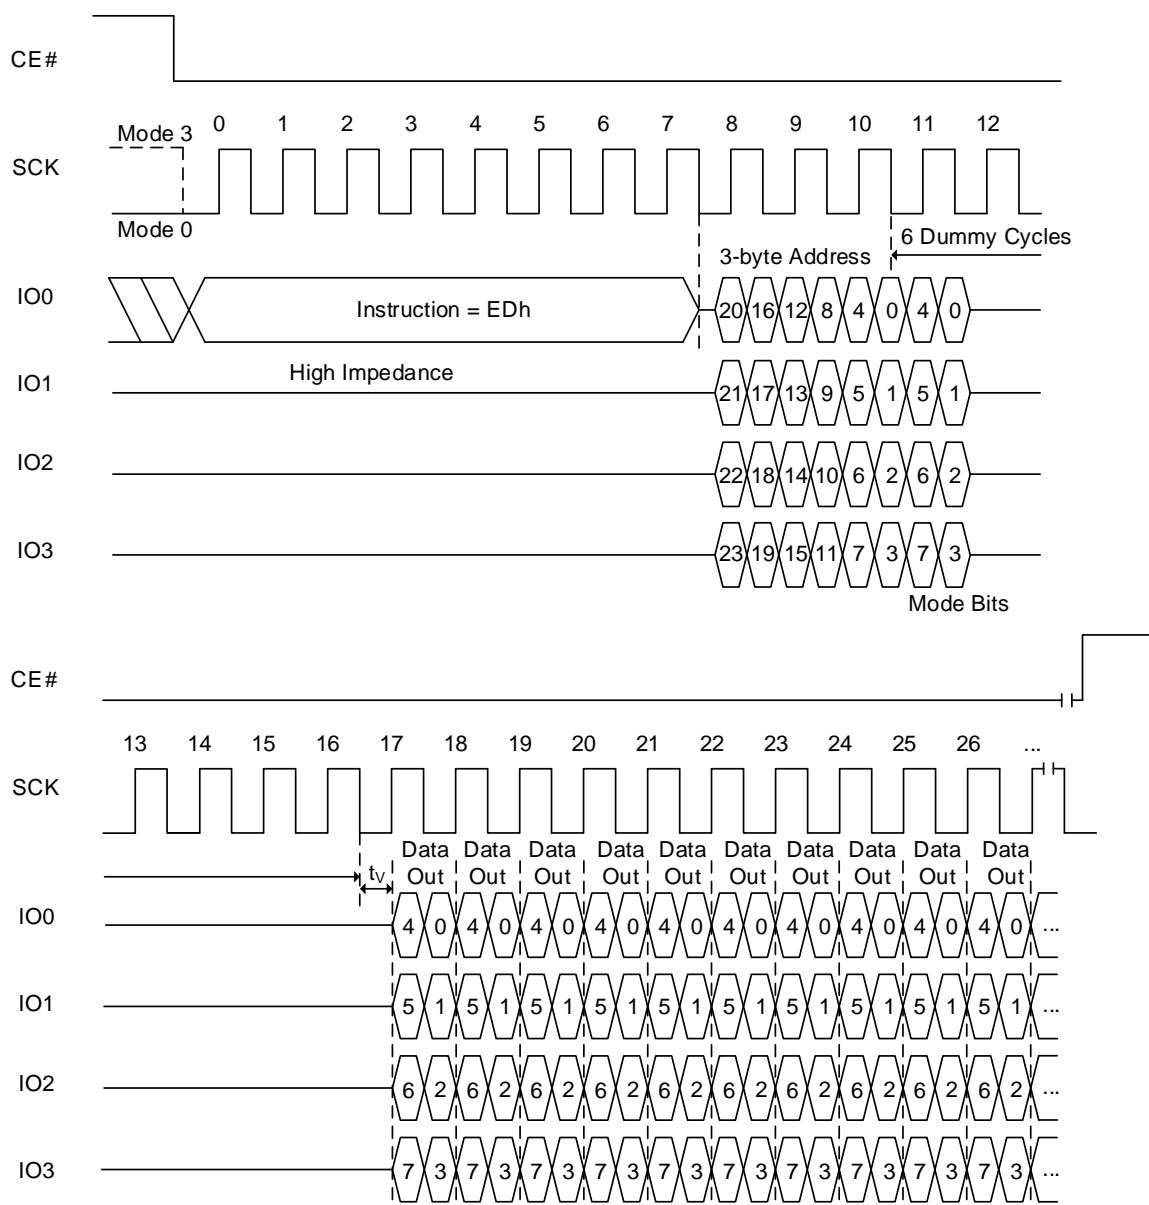 CE#
Mode 3 0 1 2 3 4 5 6 7 8 9 10 11 12
SCK
Mode 0
6 Dummy Cycles
3-byte Address
IO0 Instruction = EDh 20 16 12 8 4 0 4 0
High Impedance
IO1 21 17 13 9 5 1 5 1
IO2 22 18 14 10 6 2 6 2
IO3 23 19 15 11 7 3 7 3
Mode Bits
CE#
13 14 15 16 17 18 19 20 21 22 23 24 25 26 ...
SCK
Data Data Data Data Data Data Data Data Data Data
tV Out Out Out Out Out Out Out Out Out Out
IO0 4 0 4 0 4 0 4 0 4 0 4 0 4 0 4 0 4 0 4 0 ...
IO1 5 1 5 1 5 1 5 1 5 1 5 1 5 1 5 1 5 1 5 1 ...
IO2 6 2 6 2 6 2 6 2 6 2 6 2 6 2 6 2 6 2 6 2 ...
IO3 7 3 7 3 7 3 7 3 7 3 7 3 7 3 7 3 7 3 7 3 ...